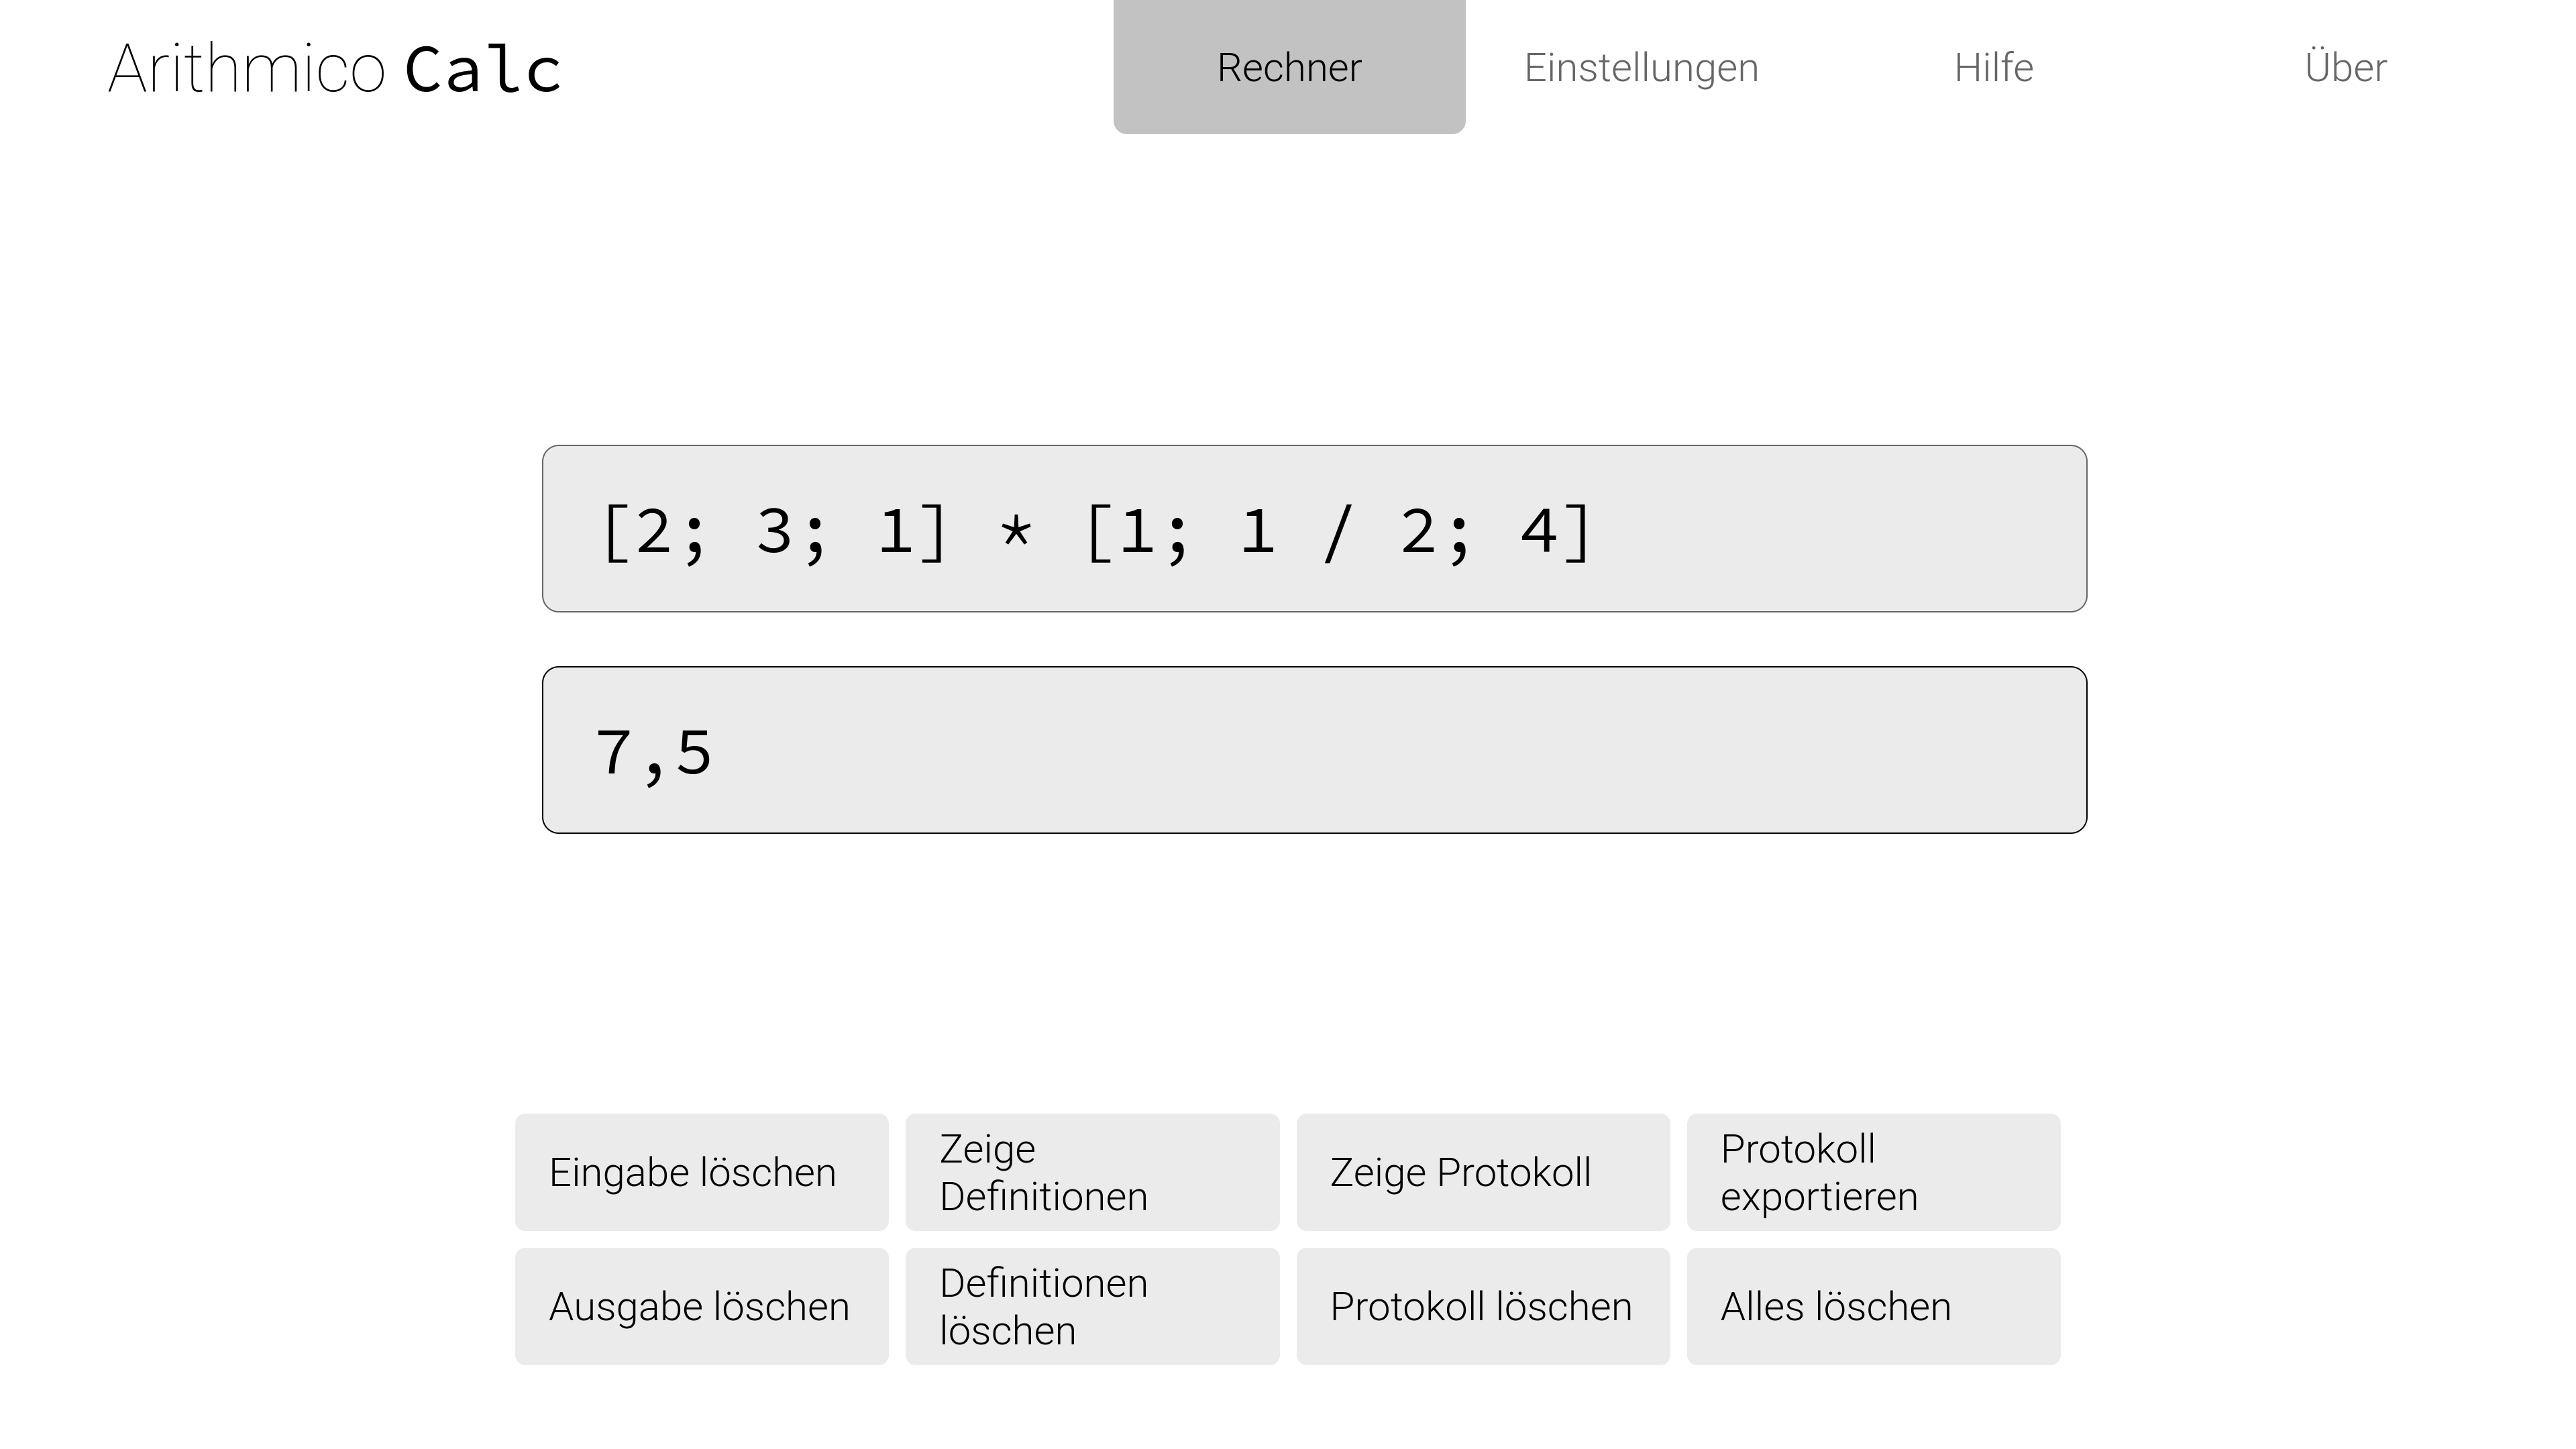 Arithmico Calc
Rechner
Einstellungen
Hilfe
Über
[2; 3; 1] * [1; 1 / 2; 4]
7,5
Eingabe löschen
Zeige
Definitionen
Zeige Protokoll
Protokoll
exportieren
Ausgabe löschen
Definitionen
löschen
Protokoll löschen
Alles löschen